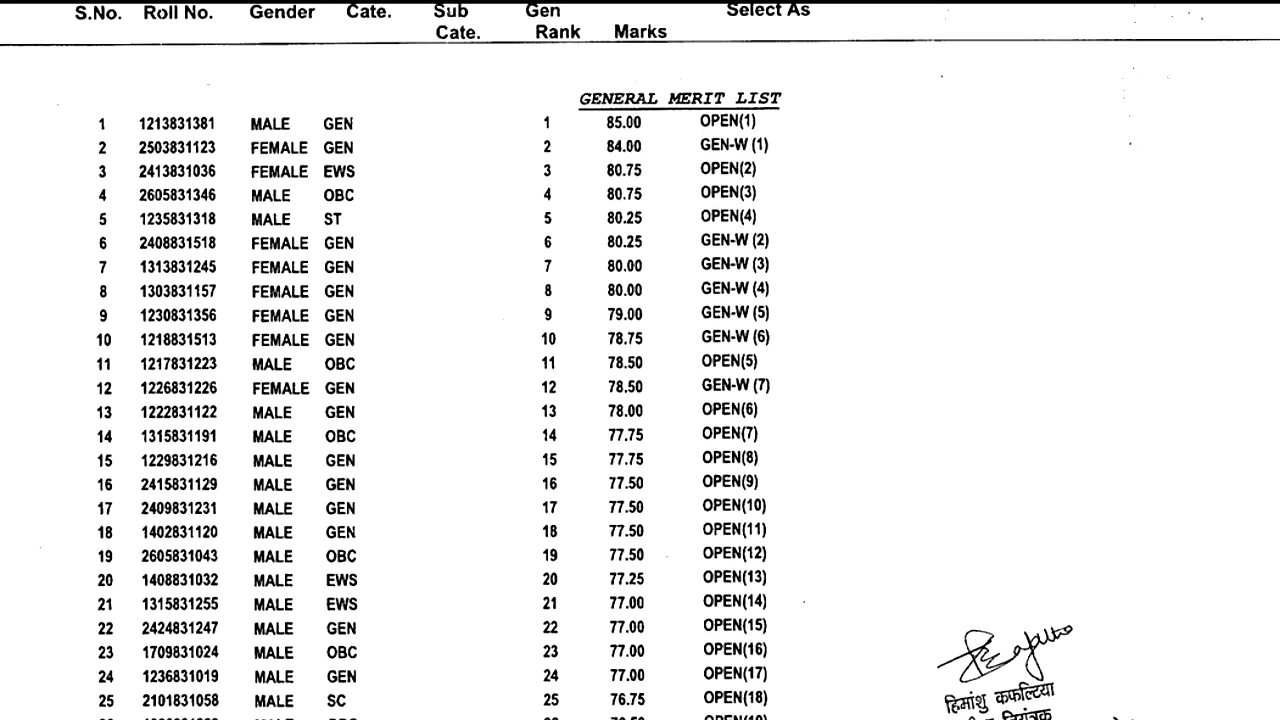 S.No. Roll No. Gender Cate. Sub Gen Select As
Cate. Rank Marks
GENERAL MERIT LIST
1 1213831381 MALE GEN 1 85.00 OPEN(1)
2 2503831123 FEMALE GEN 2 84.00 GEN-W (1)
3 2413831036 FEMALE EWS 3 80.75 OPEN(2)
4 2605831346 MALE OBC 4 80.75 OPEN(3)
5 1235831318 MALE ST 5 80.25 OPEN(4)
6 2408831518 FEMALE GEN 6 80.25 GEN-W (2)
7 1313831245 FEMALE GEN 7 80.00 GEN-W (3)
8 1303831157 FEMALE GEN 8 80.00 GEN-W (4)
9 1230831356 FEMALE GEN 9 79.00 GEN-W (5)
10 1218831513 FEMALE GEN 10 78.75 GEN-W (6)
11 1217831223 MALE OBC 11 78.50 OPEN(5)
12 1226831226 FEMALE GEN 12 78.50 GEN-W (7)
13 1222831122 MALE GEN 13 78.00 OPEN(6)
14 1315831191 MALE OBC 14 77.75 OPEN(7)
15 1229831216 MALE GEN 15 77.75 OPEN(8)
16 2415831129 MALE GEN 16 77.50 OPEN(9)
17 2409831231 MALE GEN 17 77.50 OPEN(10)
18 1402831120 MALE GEN 18 77.50 OPEN(11)
19 2605831043 MALE OBC 19 77.50 OPEN(12)
20 1408831032 MALE EWS 20 77.25 OPEN(13)
21 1315831255 MALE EWS 21 77.00 OPEN(14)
22 2424831247 MALE GEN 22 77.00 OPEN(15)
23 1709831024 MALE OBC 23 77.00 OPEN(16)
24 1236831019 MALE GEN 24 77.00 OPEN(17)
25 2101831058 MALE SC 25 76.75 OPEN(18)
हिमांशु कफल्टिया